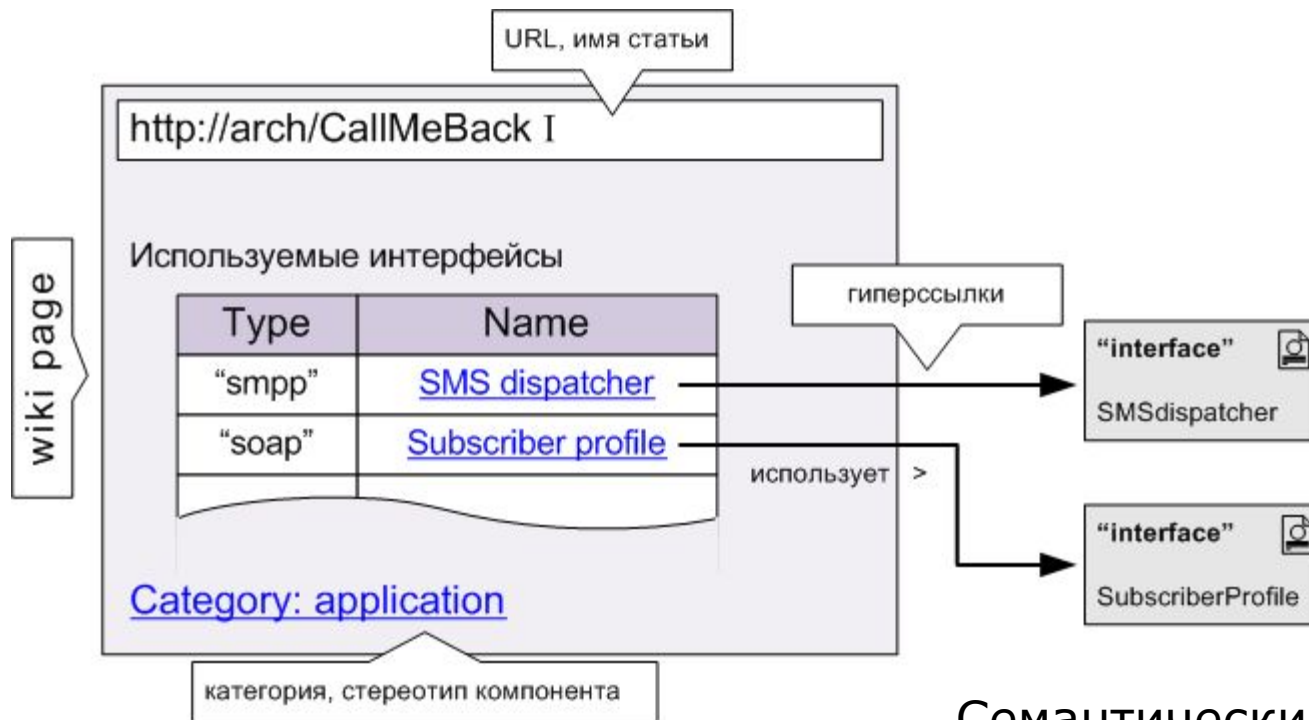 URL, имя статьи
http://arch/CallMeBack I
Используемые интерфейсы
wiki page
Type Name
“smpp” SMS dispatcher
“soap” Subscriber profile
гиперссылки
использует >
“interface”
SMSdispatcher
“interface”
SubscriberProfile
Category: application
категория, стереотип компонента